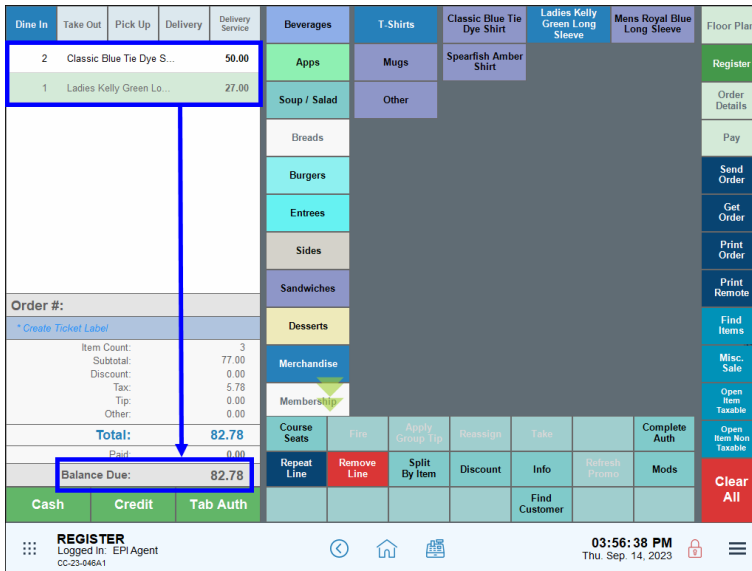 Dine In
Take Out
Pick Up
Delivery
Delivery
Service
2 Classic Blue Tie Dye S... 50.00
1 Ladies Kelly Green Lo... 27.00
Order #:
* Create Ticket Label
Item Count: 3
Subtotal: 77.00
Discount: 0.00
Tax: 5.78
Tip: 0.00
Other: 0.00
Total: 82.78
Paid: 0.00
Balance Due: 82.78
Cash
Credit
Tab Auth
Beverages
Apps
Soup / Salad
Breads
Burgers
Entrees
Sides
Sandwiches
Desserts
Merchandise
Membership
T-Shirts
Classic Blue Tie
Dye Shirt
Ladies Kelly
Green Long
Sleeve
Mens Royal Blue
Long Sleeve
Mugs
Spearfish Amber
Shirt
Other
Course
Seats
Fire
Apply
Group Tip
Reassign
Take
Complete
Auth
Repeat
Line
Remove
Line
Split
By Item
Discount
Info
Refresh
Promo
Mods
Find
Customer
Floor Plan
Register
Order
Details
Pay
Send
Order
Get
Order
Print
Order
Print
Remote
Find
Items
Misc.
Sale
Open
Item
Taxable
Open
Item Non
Taxable
Clear
All
REGISTER
Logged In: EPI Agent
CC-23-046A1
03:56:38 PM
Thu. Sep. 14, 2023